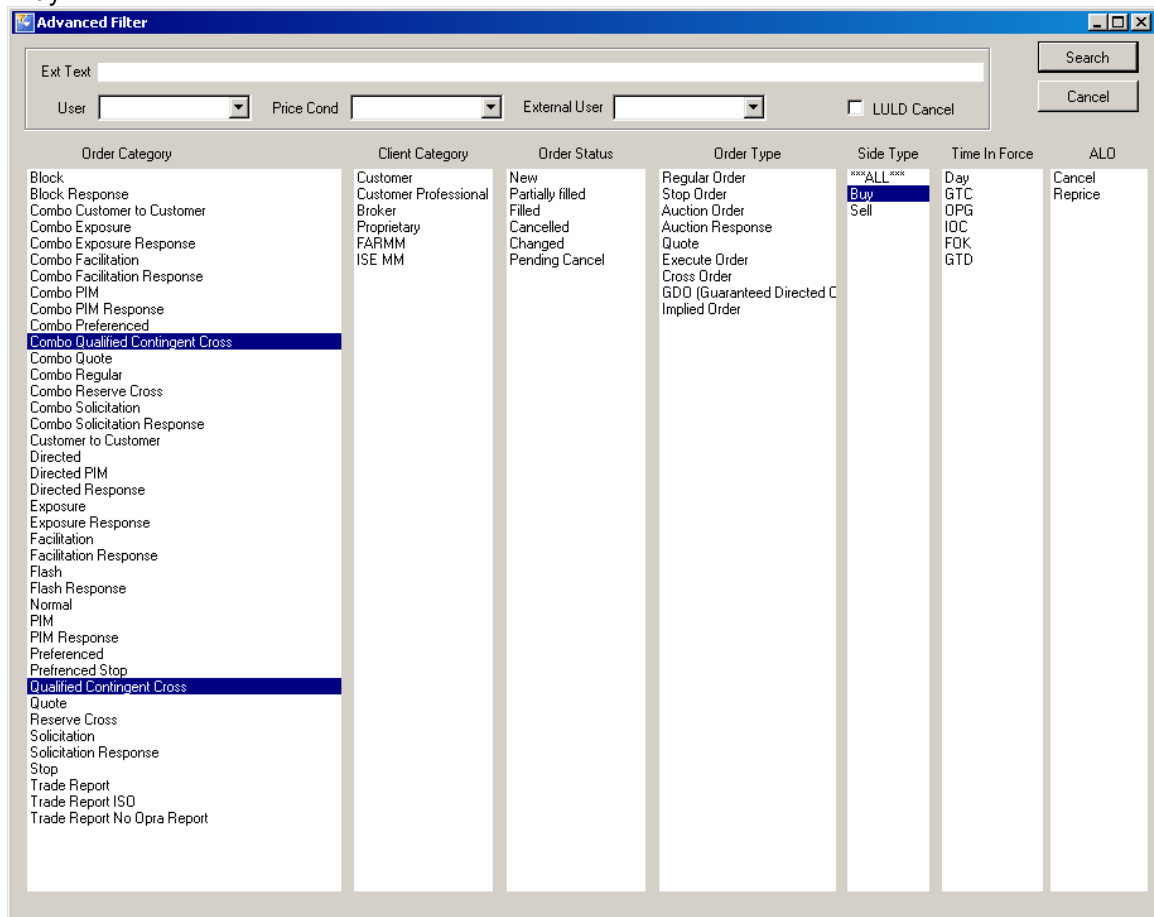 Advanced Filter
Ext Text
Search
User
Price Cond
External User
LULD Cancel
Cancel
Order Category
Block
Block Response
Combo Customer to Customer
Combo Exposure
Combo Exposure Response
Combo Facilitation
Combo Facilitation Response
Combo PIM
Combo PIM Response
Combo Preferenced
Combo Qualified Contingent Cross
Combo Quote
Combo Regular
Combo Reserve Cross
Combo Solicitation
Combo Solicitation Response
Customer to Customer
Directed
Directed PIM
Directed Response
Exposure
Exposure Response
Facilitation
Facilitation Response
Flash
Flash Response
Normal
PIM
PIM Response
Preferenced
Prefrenced Stop
Qualified Contingent Cross
Quote
Reserve Cross
Solicitation
Solicitation Response
Stop
Trade Report
Trade Report ISO
Trade Report No Opra Report
Client Category
Customer
Customer Professional
Broker
Proprietary
FARMM
ISE MM
Order Status
New
Partially filled
Filled
Cancelled
Changed
Pending Cancel
Order Type
Regular Order
Stop Order
Auction Order
Auction Response
Quote
Execute Order
Cross Order
GDO (Guaranteed Directed O
Implied Order
Side Type
***ALL***
Buy
Sell
Time In Force
Day
GTC
OPG
IOC
FOK
GTD
ALO
Cancel
Reprice